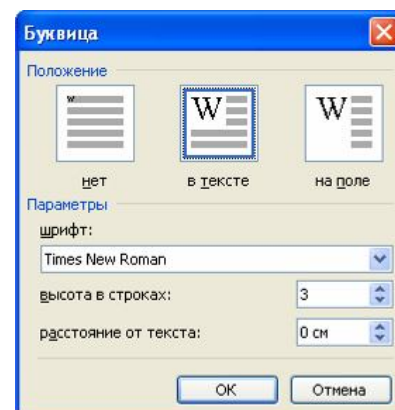 Буквица
Положение
W W W
нет в тексте на поле
Параметры
шрифт:
Times New Roman
высота в строках: 3
расстояние от текста: 0 см
ОК Отмена